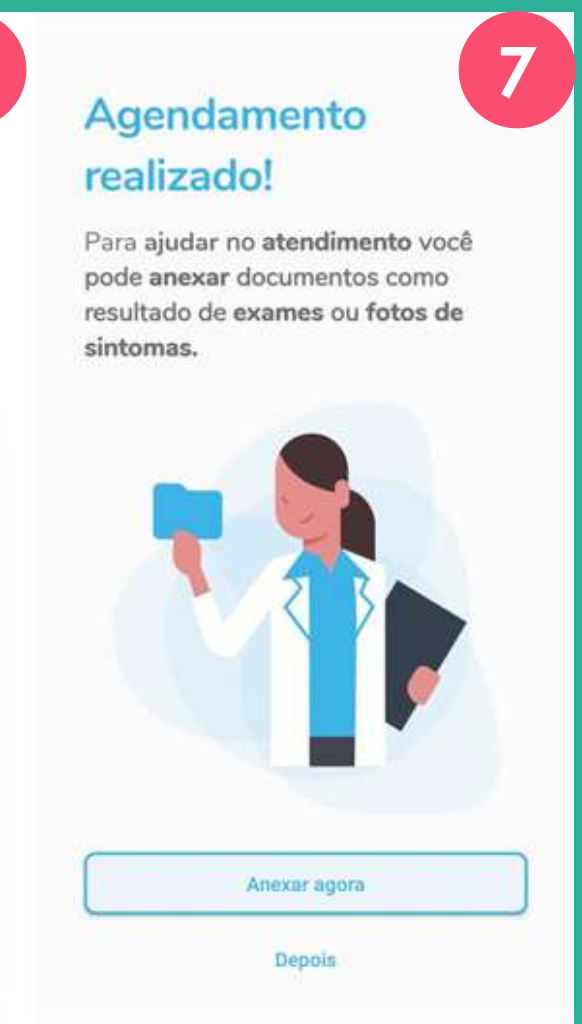 7
Agendamento
realizado!
Para ajudar no atendimento você
pode anexar documentos como
resultado de exames ou fotos de
sintomas.
Anexar agora
Depois